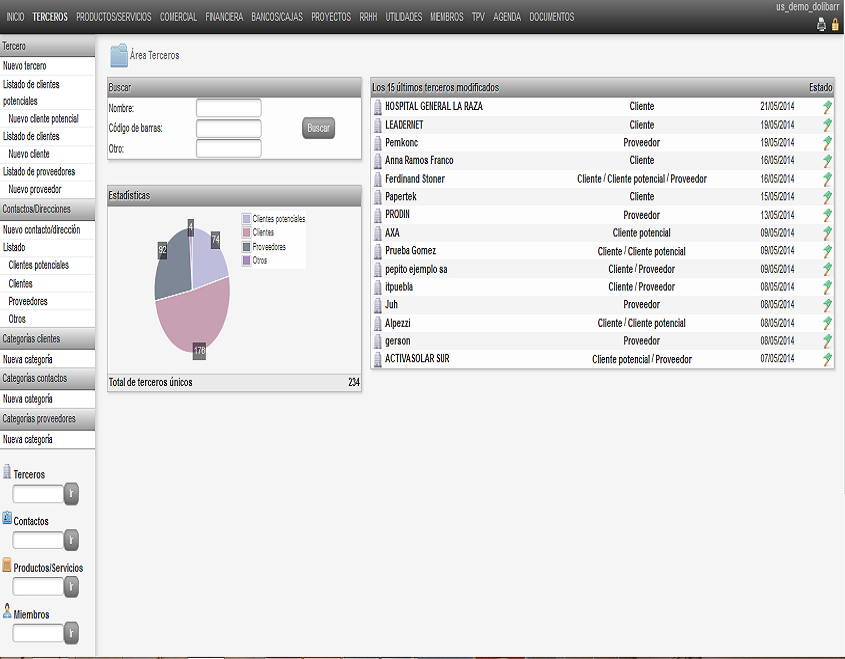 INICIO TERCEROS PRODUCTOS/SERVICIOS COMERCIAL FINANCIERA BANCOS/CAJAS PROYECTOS RRHH UTILIDADES MIEMBROS TPV AGENDA DOCUMENTOS
us_demo_dolibarr
Tercero
Nuevo tercero
Listado de clientes
potenciales
Nuevo cliente potencial
Listado de clientes
Nuevo cliente
Listado de proveedores
Nuevo proveedor
Contactos/Direcciones
Nuevo contacto/dirección
Listado
Clientes potenciales
Clientes
Proveedores
Otros
Categorías clientes
Nueva categoría
Categorías contactos
Nueva categoría
Categorías proveedores
Nueva categoría
Terceros
Ir
Contactos
Ir
Productos/Servicios
Ir
Miembros
Ir
Área Terceros
Buscar
Nombre:
Código de barras:
Otro:
Buscar
Estadísticas
4
74
92
176
Clientes potenciales
Clientes
Proveedores
Otros
Total de terceros únicos 234
Los 15 últimos terceros modificados Estado
HOSPITAL GENERAL LA RAZA Cliente 21/05/2014
LEADERNET Cliente 19/05/2014
Pemkonc Proveedor 19/05/2014
Anna Ramos Franco Cliente 16/05/2014
Ferdinand Stoner Cliente / Cliente potencial / Proveedor 16/05/2014
Papertek Cliente 15/05/2014
PRODIN Proveedor 13/05/2014
AXA Cliente potencial 09/05/2014
Prueba Gomez Cliente / Cliente potencial 09/05/2014
pepito ejemplo sa Cliente / Proveedor 09/05/2014
itpuebla Cliente / Proveedor 08/05/2014
Juh Proveedor 08/05/2014
Alpezzi Cliente / Cliente potencial 08/05/2014
gerson Proveedor 08/05/2014
ACTIVASOLAR SUR Cliente potencial / Proveedor 07/05/2014